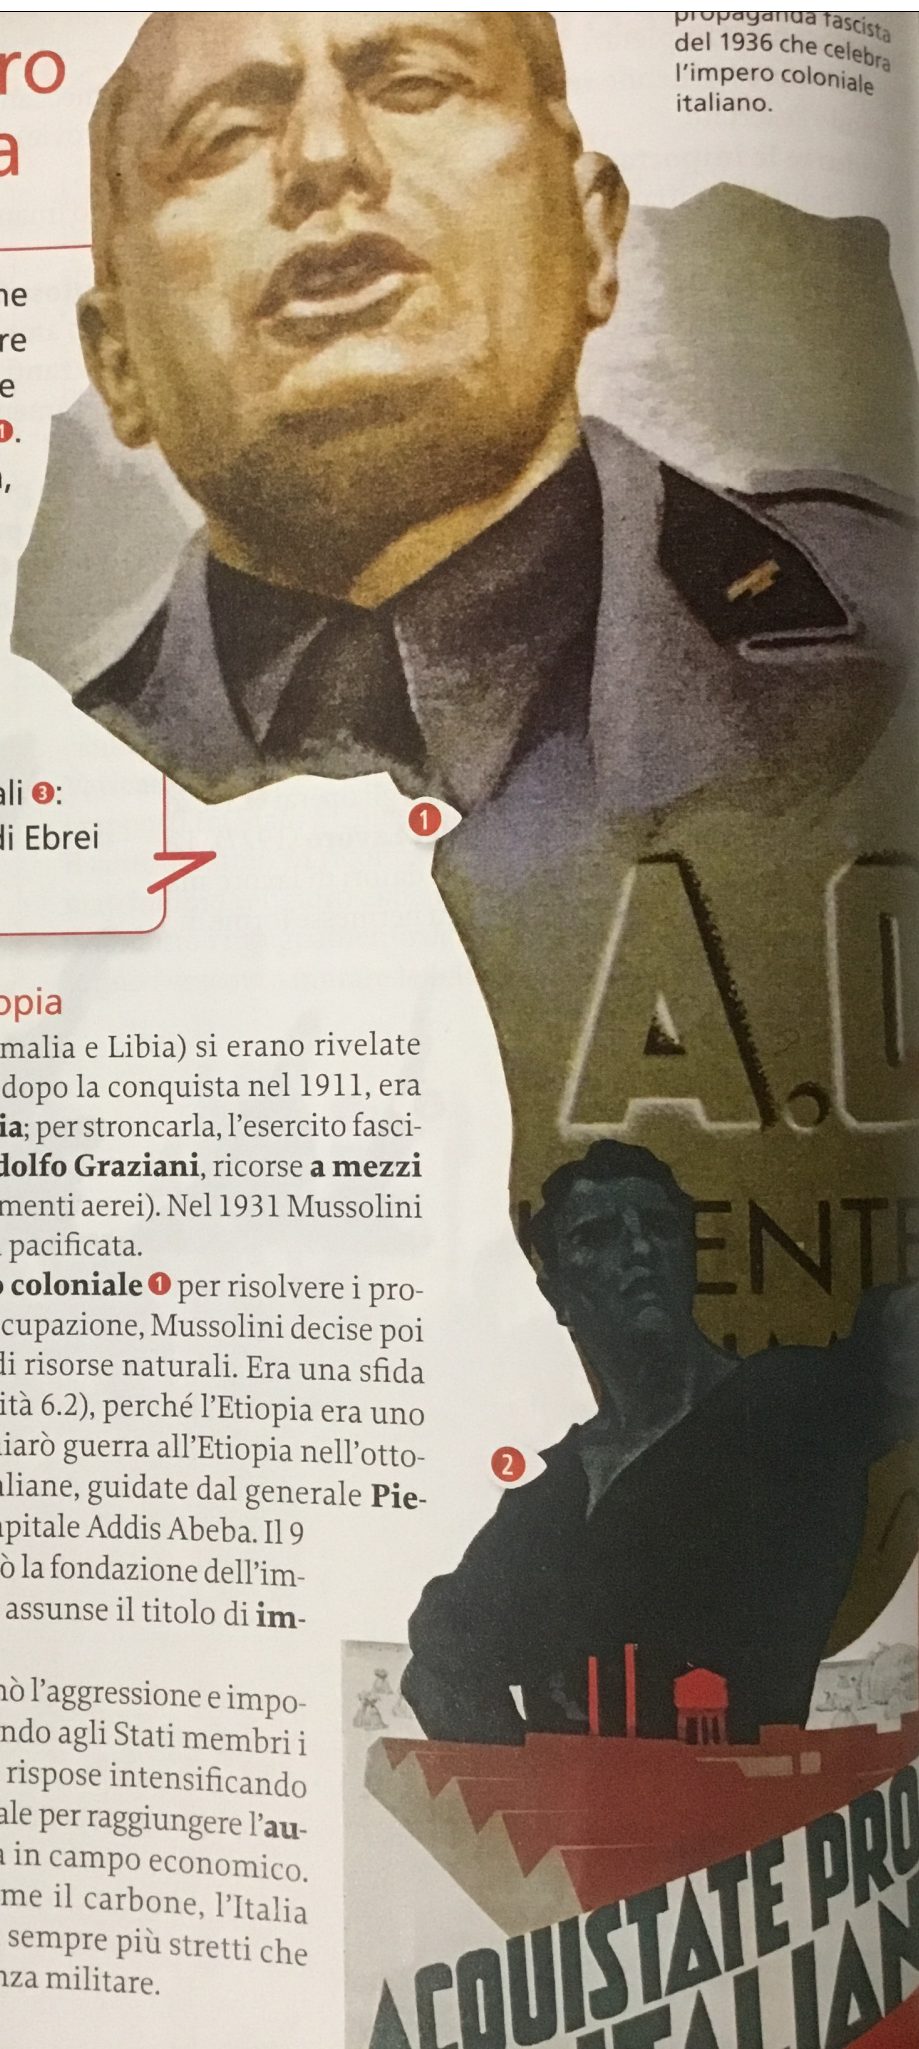 ro
a
propaganda fascista
del 1936 che celebra
l'impero coloniale
italiano.
ne
re
e
1.
,
ali 3:
di Ebrei
1
A.O
ENTE
opia
malia e Libia) si erano rivelate
dopo la conquista nel 1911, era
ia; per stroncarla, l'esercito fasci-
dolfo Graziani, ricorse a mezzi
menti aerei). Nel 1931 Mussolini
pacificata.
o coloniale 1 per risolvere i pro-
cupazione, Mussolini decise poi
di risorse naturali. Era una sfida
ità 6.2), perché l'Etiopia era uno
iarò guerra all'Etiopia nell'otto-
aliane, guidate dal generale Pie-
apitale Addis Abeba. Il 9
ò la fondazione dell'im-
assunse il titolo di im-
2
nò l'aggressione e impo-
ndo agli Stati membri i
rispose intensificando
ale per raggiungere l'au-
a in campo economico.
me il carbone, l'Italia
sempre più stretti che
nza militare.
ACQUISTATE PRO
ITALIAN